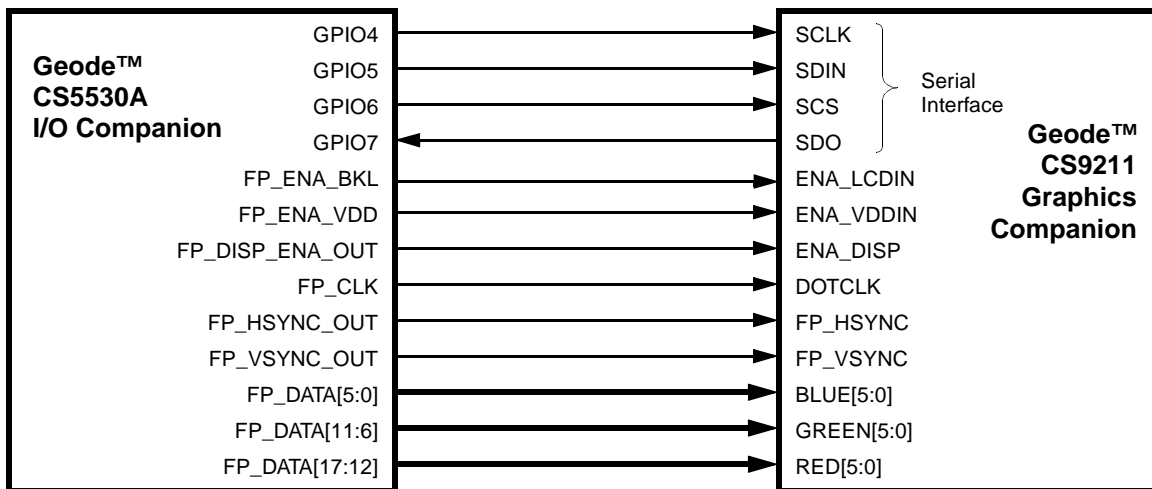 Geode™
CS5530A
I/O Companion
GPIO4
GPIO5
GPIO6
GPIO7
FP_ENA_BKL
FP_ENA_VDD
FP_DISP_ENA_OUT
FP_CLK
FP_HSYNC_OUT
FP_VSYNC_OUT
FP_DATA[5:0]
FP_DATA[11:6]
FP_DATA[17:12]
SCLK
SDIN
SCS
SDO
Serial
Interface
ENA_LCDIN
ENA_VDDIN
ENA_DISP
DOTCLK
FP_HSYNC
FP_VSYNC
BLUE[5:0]
GREEN[5:0]
RED[5:0]
Geode™
CS9211
Graphics
Companion